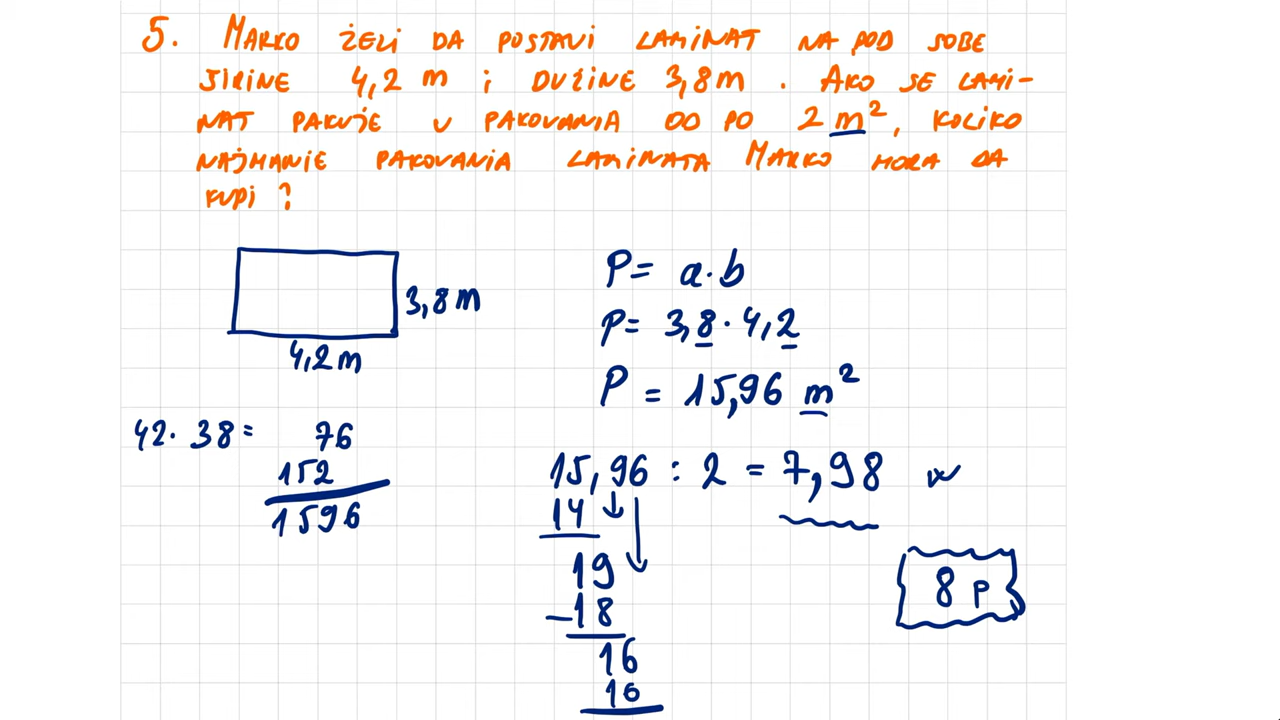 5. MARKO ŽELI DA POSTAVI LAMINAT NA POD SOBE
ŠIRINE 4,2 m i DUŽINE 3,8m. AKO SE LAMI-
NAT PAKUJE U PAKOVANJA OD PO 2 m², KOLIKO
NAJMANJE PAKOVANJA LAMINATA MARKO MORA DA
KUPI?
3,8 m
4,2 m
P = a·b
P = 3,8 · 4,2
P = 15,96 m²
42 · 38 = 76
152
1596
15,96 : 2 = 7,98
14
19
-18
16
16
8 P